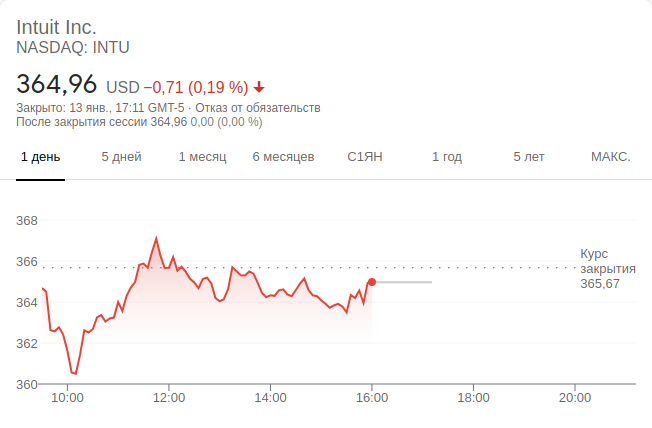 Intuit Inc.
NASDAQ: INTU
364,96 USD −0,71 (0,19 %)
Закрыто: 13 янв., 17:11 GMT-5 · Отказ от обязательств
После закрытия сессии 364,96 0,00 (0,00 %)
1 день 5 дней 1 месяц 6 месяцев С1ЯН 1 год 5 лет МАКС.
368
366
364
362
360
Курс
закрытия
365,67
10:00 12:00 14:00 16:00 18:00 20:00